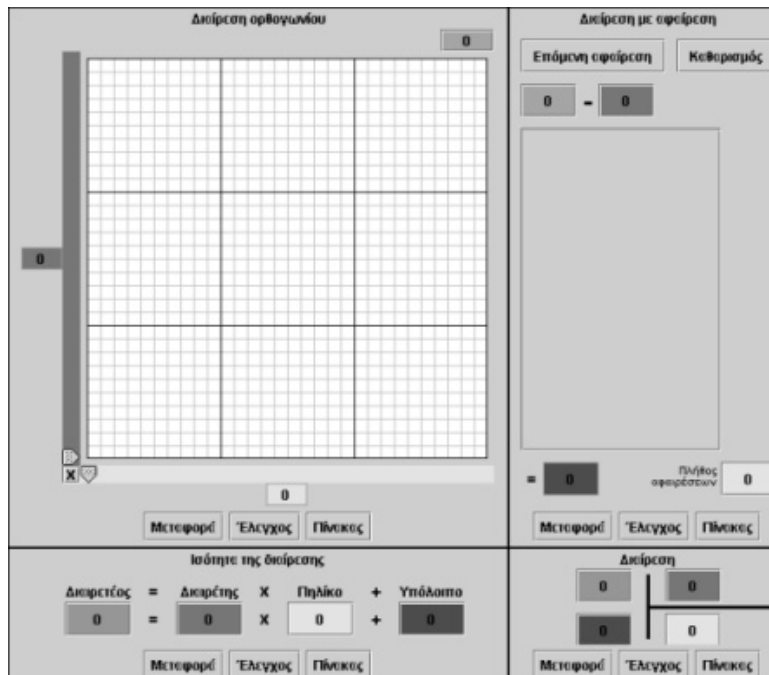 Διαίρεση ορθογωνίου
0
0
X
0
Μεταφορά Έλεγχος Πίνακας
Διαίρεση με αφαίρεση
Επόμενη αφαίρεση Καθαρισμός
0 - 0
= 0 Πλήθος αφαιρέσεων 0
Μεταφορά Έλεγχος Πίνακας
Ισότητα της διαίρεσης
Διαιρετέος = Διαιρέτης X Πηλίκο + Υπόλοιπο
0 = 0 X 0 + 0
Μεταφορά Έλεγχος Πίνακας
Διαίρεση
0 0
0 0
Μεταφορά Έλεγχος Πίνακας